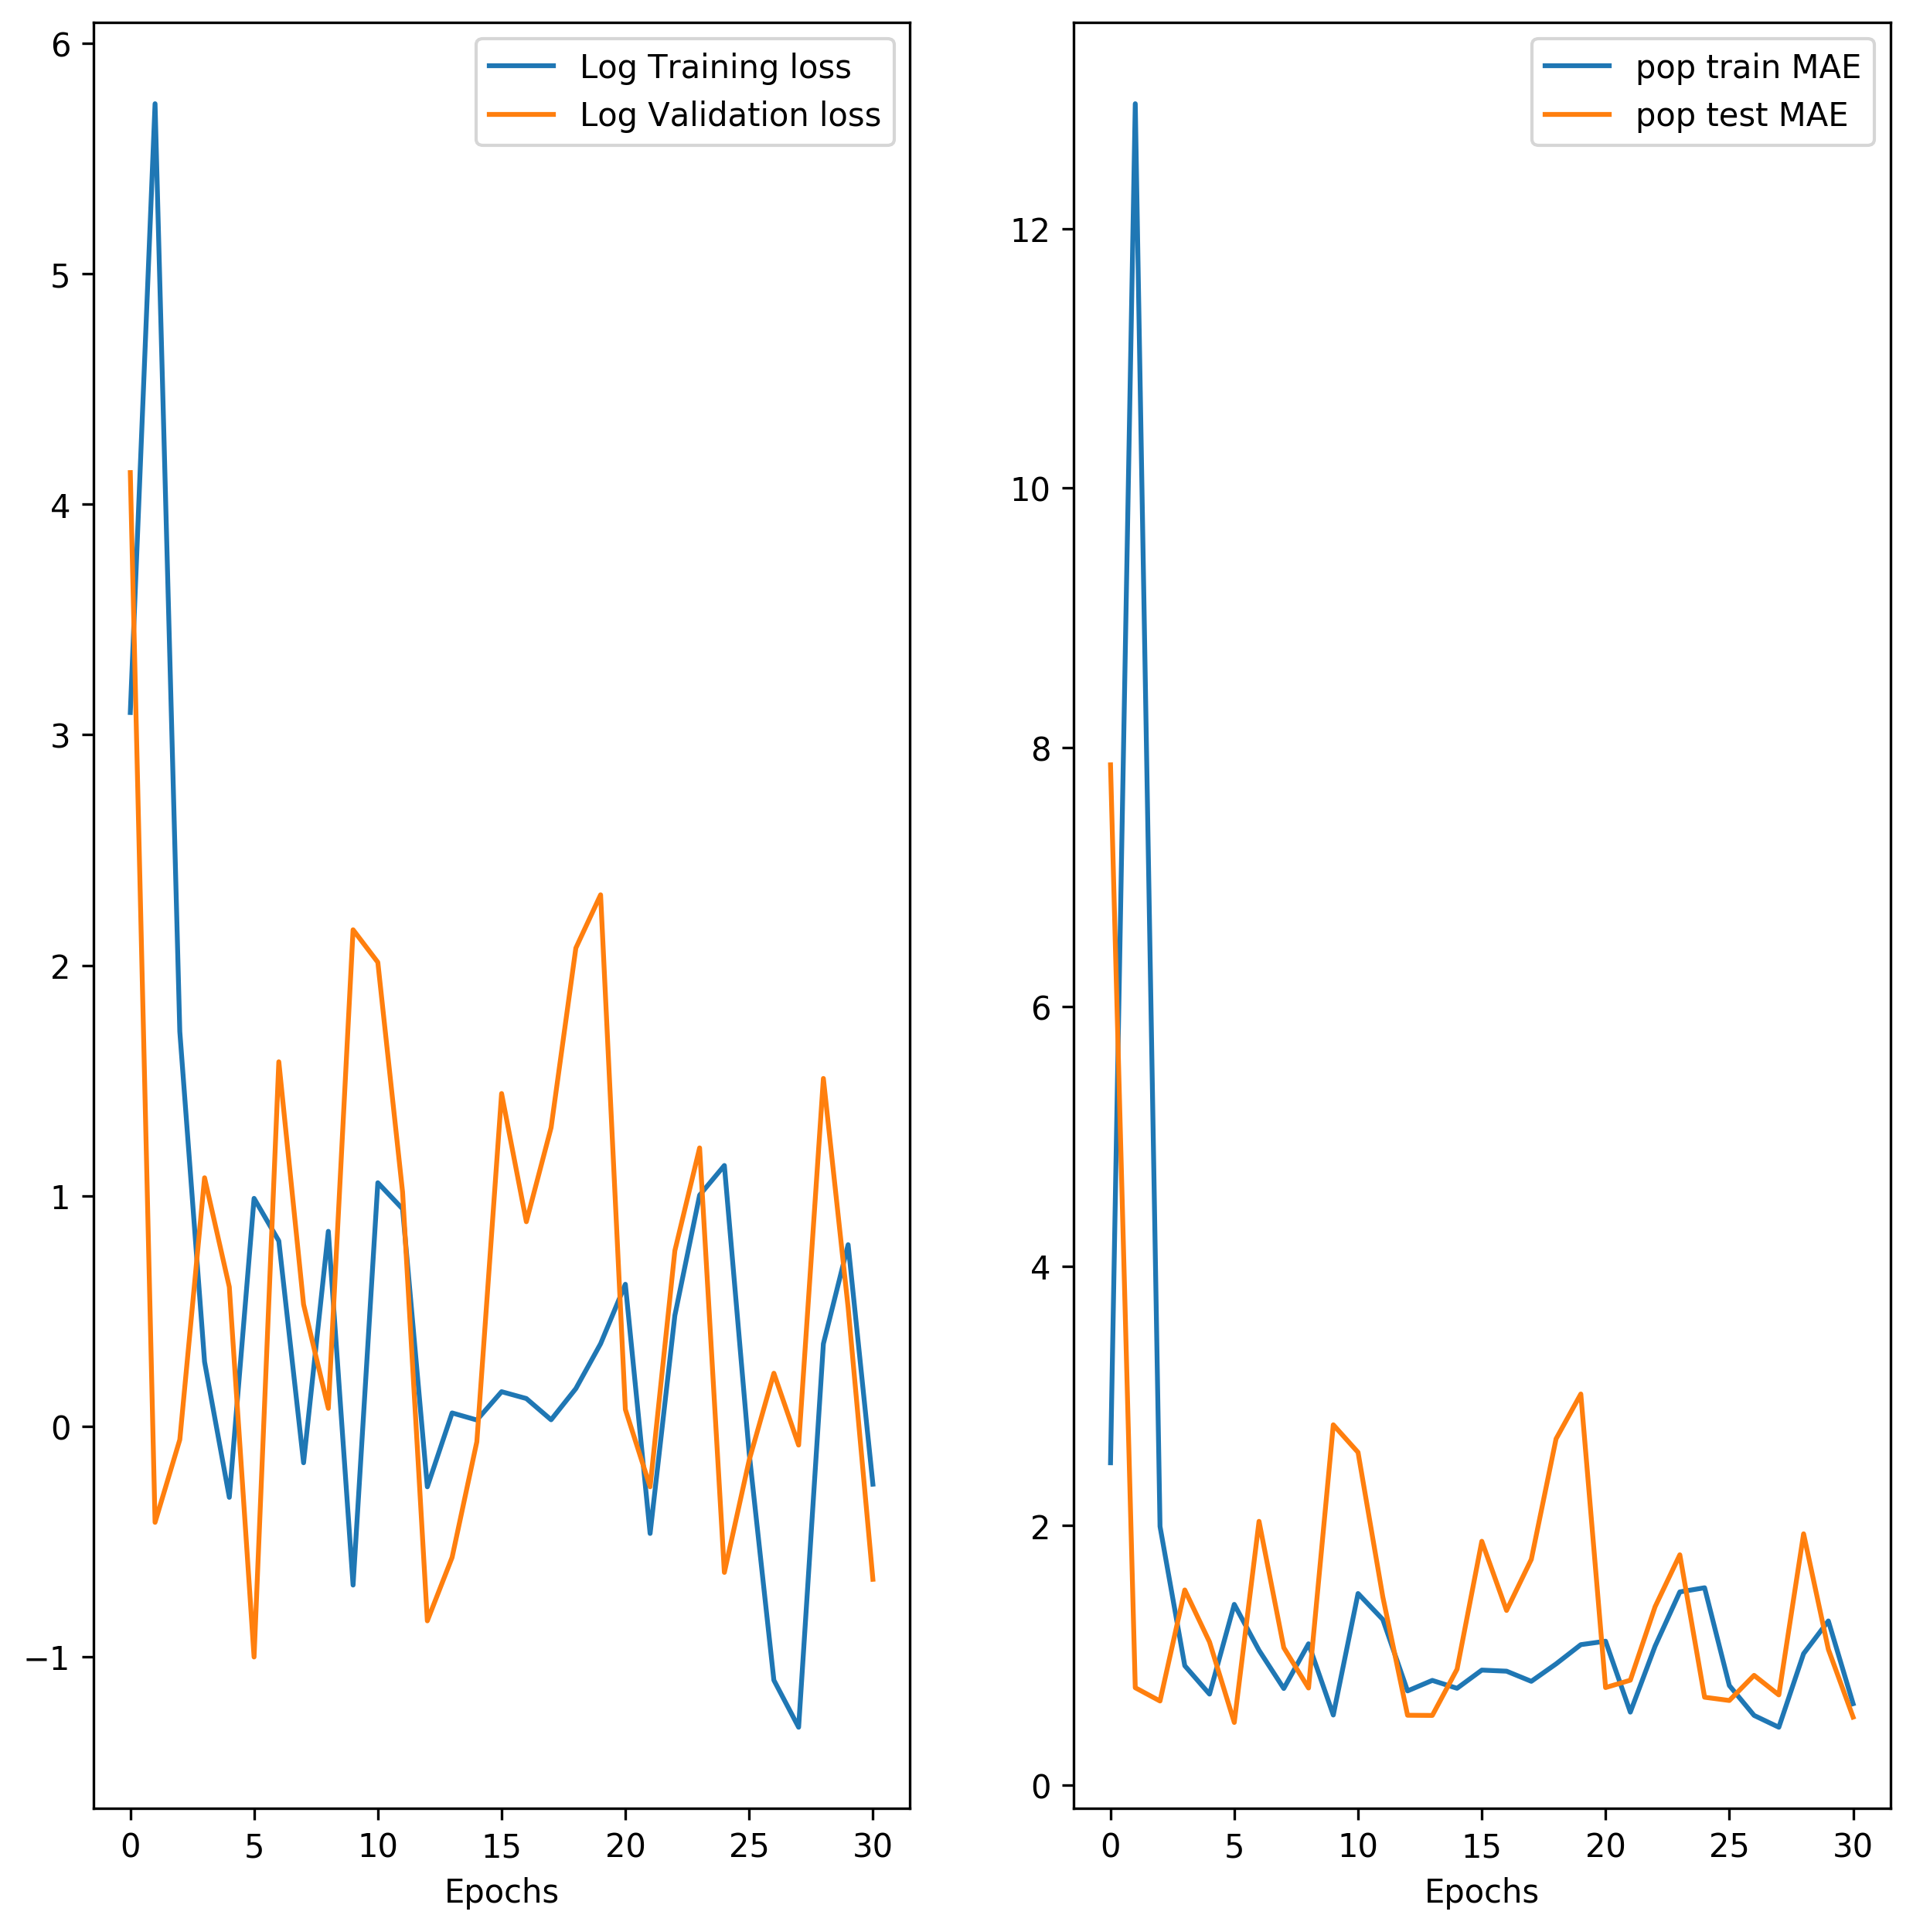 6
5
4
3
2
1
0
−1
0 5 10 15 20 25 30
Epochs
Log Training loss
Log Validation loss
12
10
8
6
4
2
0
0 5 10 15 20 25 30
Epochs
pop train MAE
pop test MAE